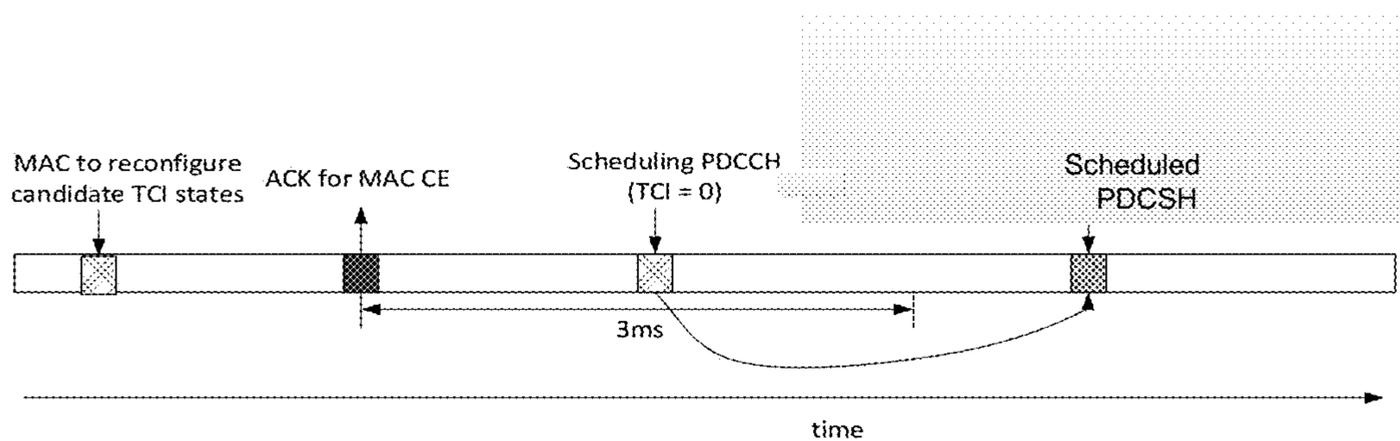 MAC to reconfigure
candidate TCI states
ACK for MAC CE
Scheduling PDCCH
(TCI = 0)
Scheduled
PDCSH
3ms
time